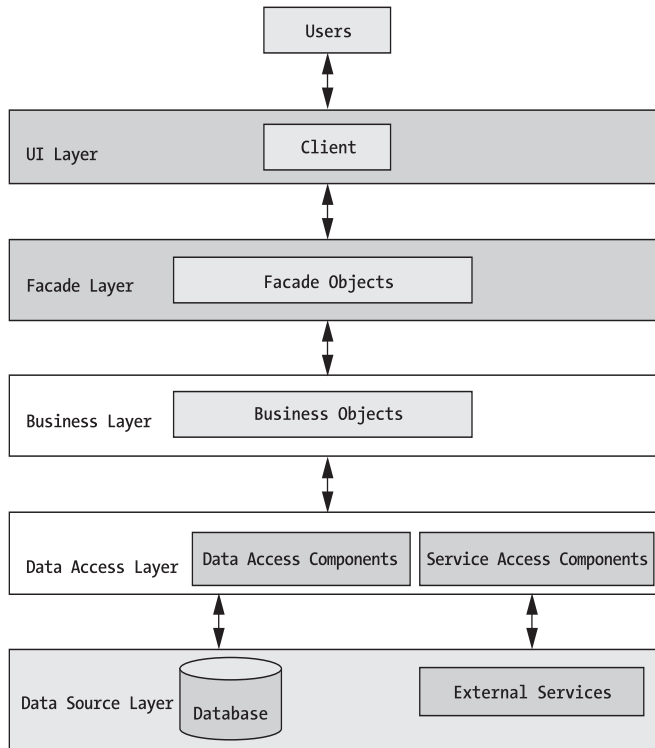 Users
UI Layer
Client
Facade Layer
Facade Objects
Business Layer
Business Objects
Data Access Layer
Data Access Components
Service Access Components
Data Source Layer
Database
External Services